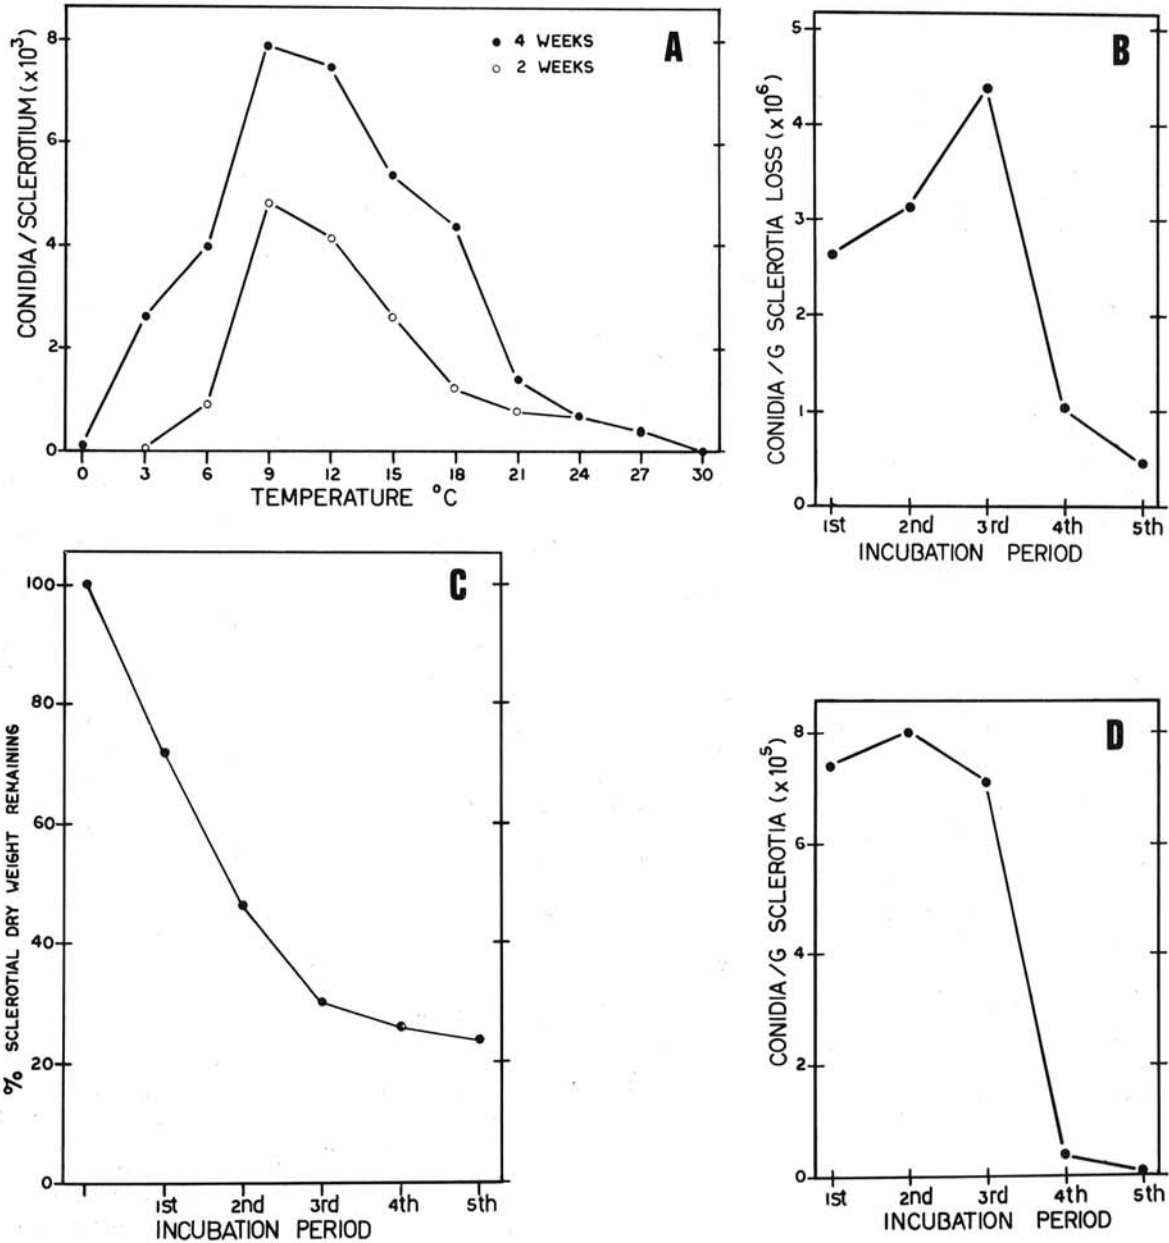 A
● 4 WEEKS
○ 2 WEEKS
CONIDIA/SCLEROTIUM (x10³)
8
6
4
2
0
0 3 6 9 12 15 18 21 24 27 30
TEMPERATURE °C
B
CONIDIA/G SCLEROTIA LOSS (x10⁶)
5
4
3
2
1
0
1st 2nd 3rd 4th 5th
INCUBATION PERIOD
C
% SCLEROTIAL DRY WEIGHT REMAINING
100
80
60
40
20
0
1st 2nd 3rd 4th 5th
INCUBATION PERIOD
D
CONIDIA/G SCLEROTIA (x10⁵)
8
6
4
2
0
1st 2nd 3rd 4th 5th
INCUBATION PERIOD